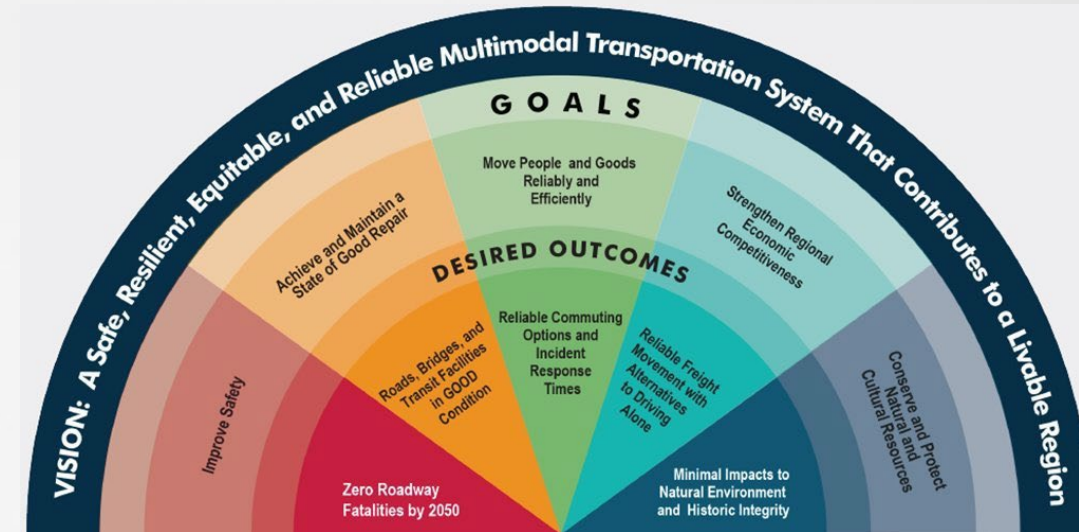 VISION: A Safe, Resilient, Equitable, and Reliable Multimodal Transportation System That Contributes to a Livable Region
GOALS
Improve Safety
Achieve and Maintain a
State of Good Repair
Move People and Goods
Reliably and
Efficiently
Strengthen Regional
Economic
Competitiveness
Conserve and Protect
Natural and
Cultural Resources
DESIRED OUTCOMES
Zero Roadway
Fatalities by 2050
Roads, Bridges, and
Transit Facilities
in GOOD
Condition
Reliable Commuting
Options and
Incident
Response
Times
Reliable Freight
Movement with
Alternatives
to Driving
Alone
Minimal Impacts to
Natural Environment
and Historic Integrity